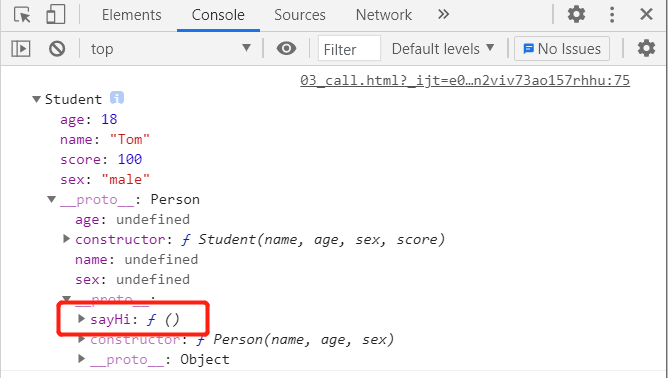 Elements Console Sources Network »
top Filter Default levels No Issues
03_call.html?_ijt=e0…n2viv73ao157rhhu:75
Student i
age: 18
name: "Tom"
score: 100
sex: "male"
__proto__: Person
age: undefined
constructor: ƒ Student(name, age, sex, score)
name: undefined
sex: undefined
__proto__:
sayHi: ƒ ()
constructor: ƒ Person(name, age, sex)
__proto__: Object